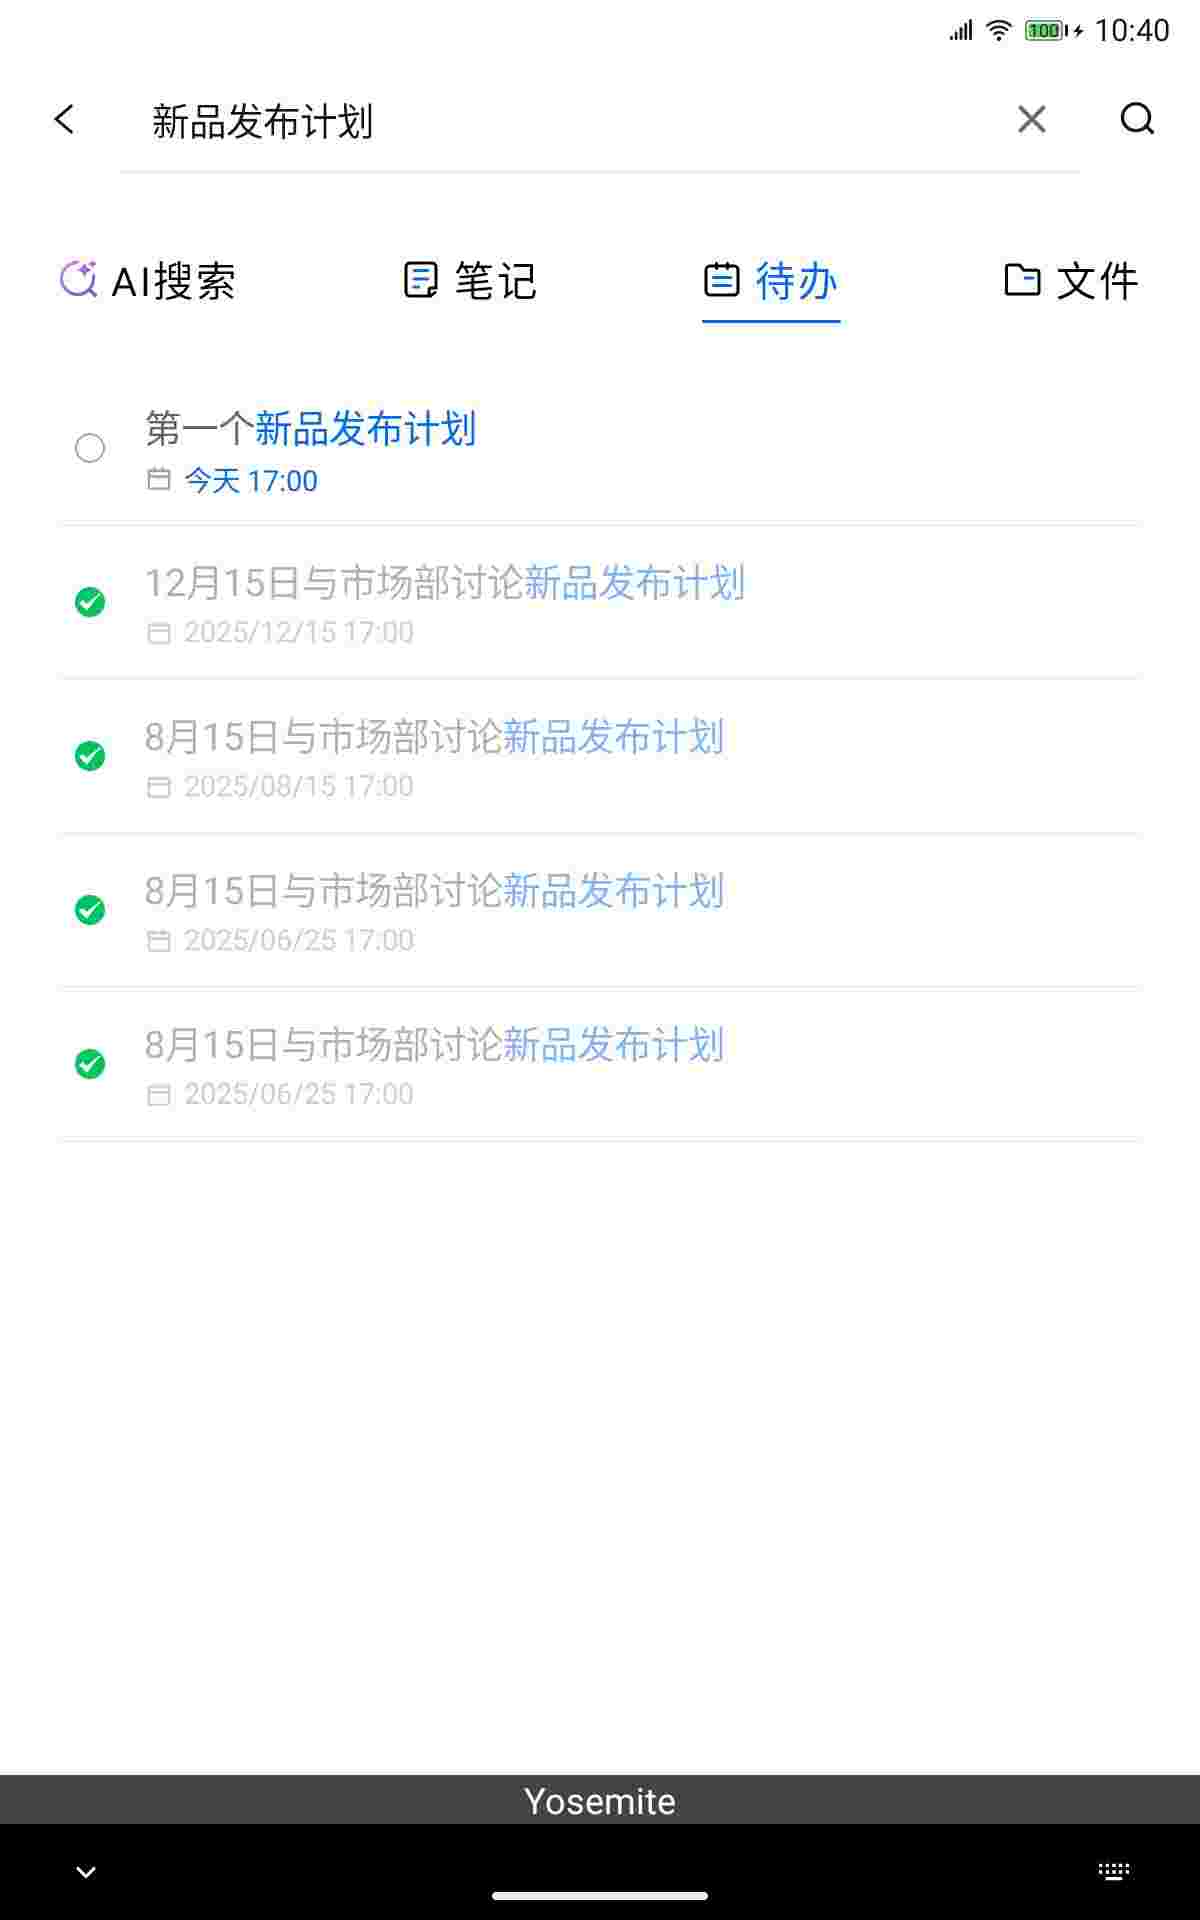 100 10:40
新品发布计划
AI搜索 笔记 待办 文件
第一个新品发布计划
今天 17:00
12月15日与市场部讨论新品发布计划
2025/12/15 17:00
8月15日与市场部讨论新品发布计划
2025/08/15 17:00
8月15日与市场部讨论新品发布计划
2025/06/25 17:00
8月15日与市场部讨论新品发布计划
2025/06/25 17:00
Yosemite